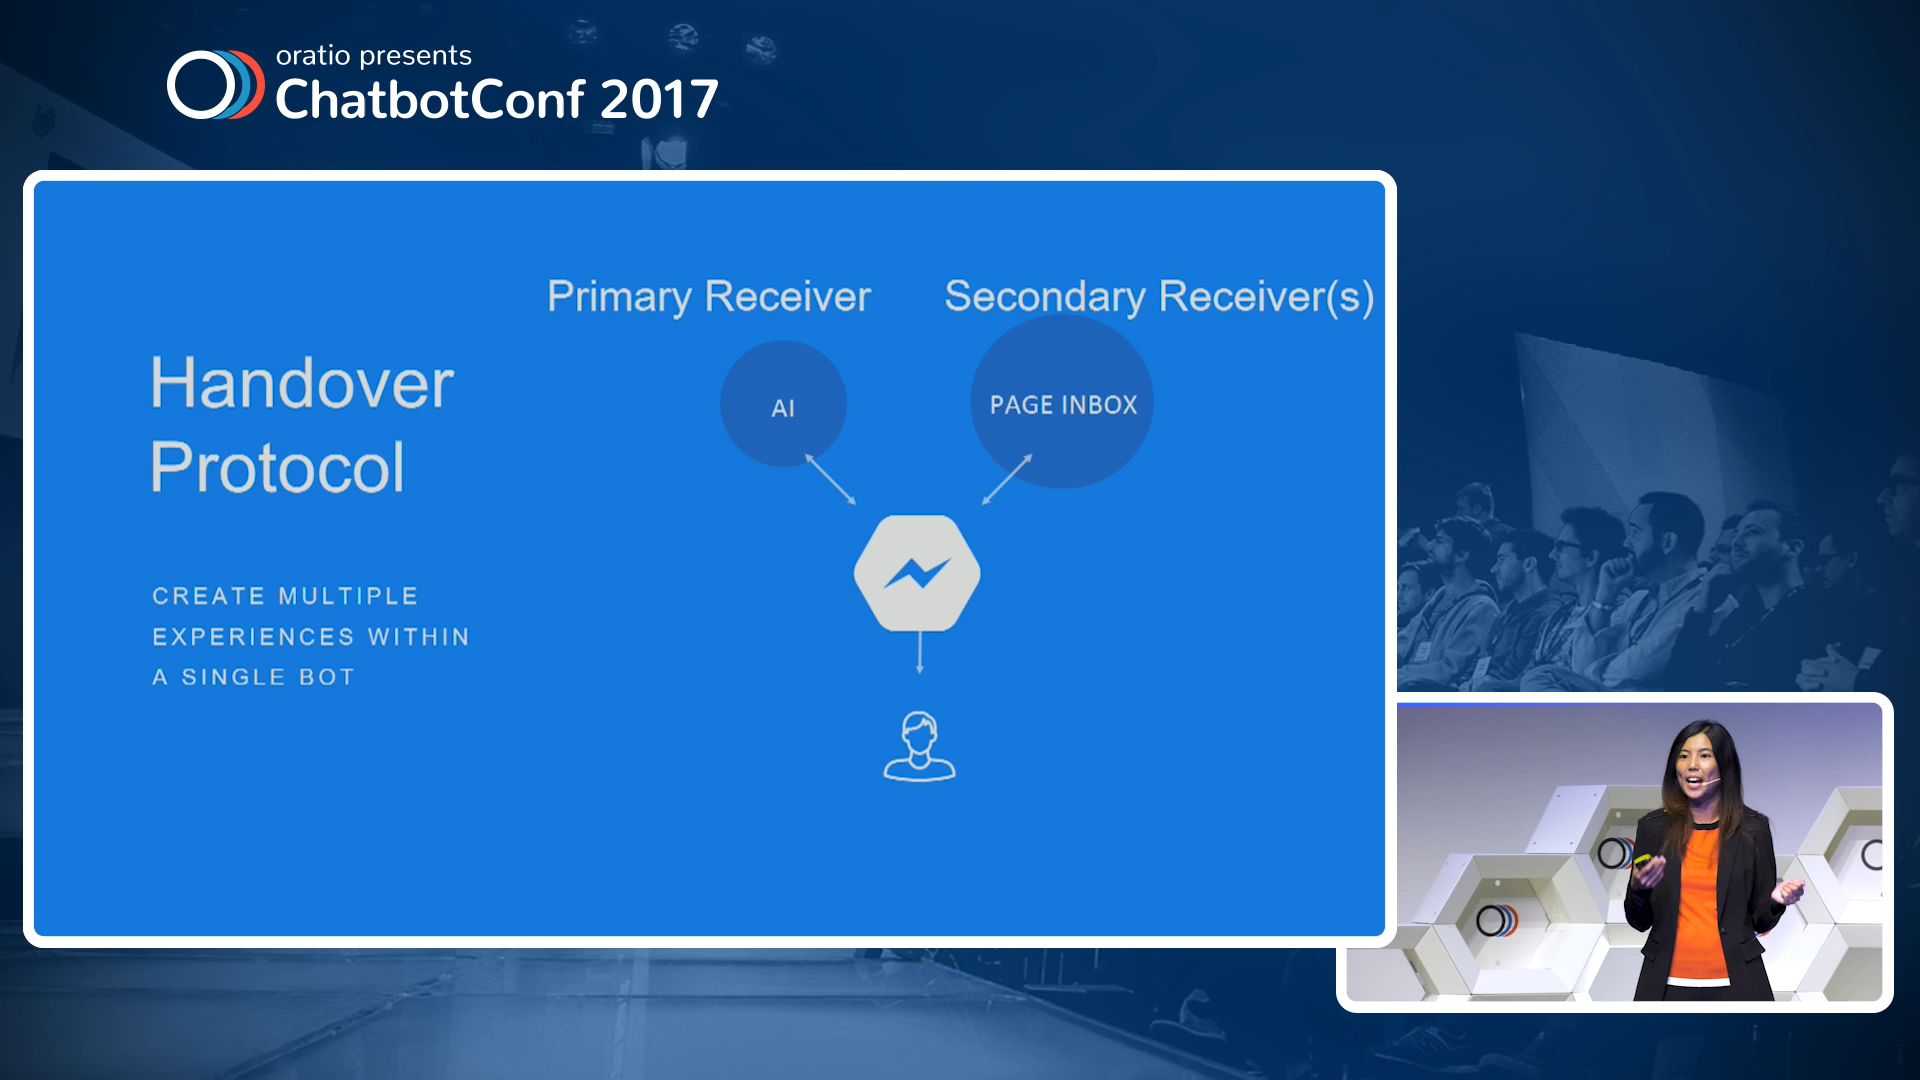 oratio presents
ChatbotConf 2017
Primary Receiver
Secondary Receiver(s)
Handover
Protocol
AI
PAGE INBOX
CREATE MULTIPLE
EXPERIENCES WITHIN
A SINGLE BOT